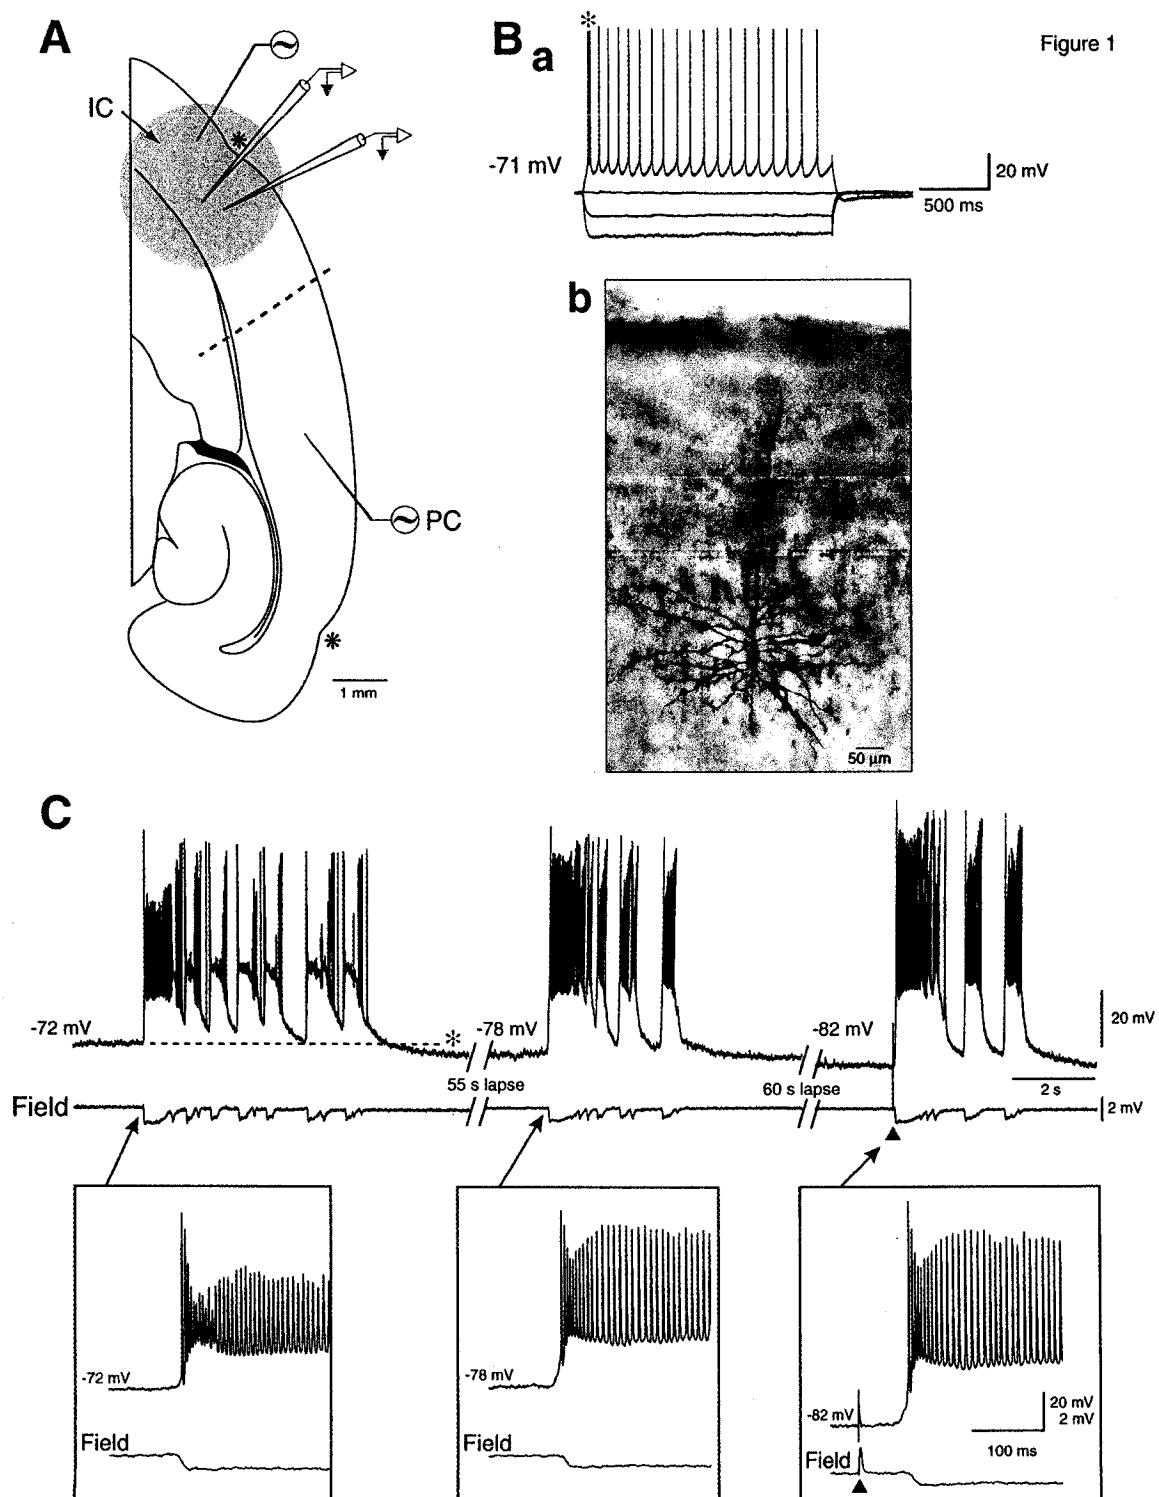 Figure 1
A
IC
PC
1 mm
B
a
-71 mV
20 mV
500 ms
b
50 µm
C
-72 mV
-78 mV
-82 mV
20 mV
55 s lapse
60 s lapse
2 s
Field
2 mV
-72 mV
Field
-78 mV
Field
-82 mV
20 mV
2 mV
100 ms
Field